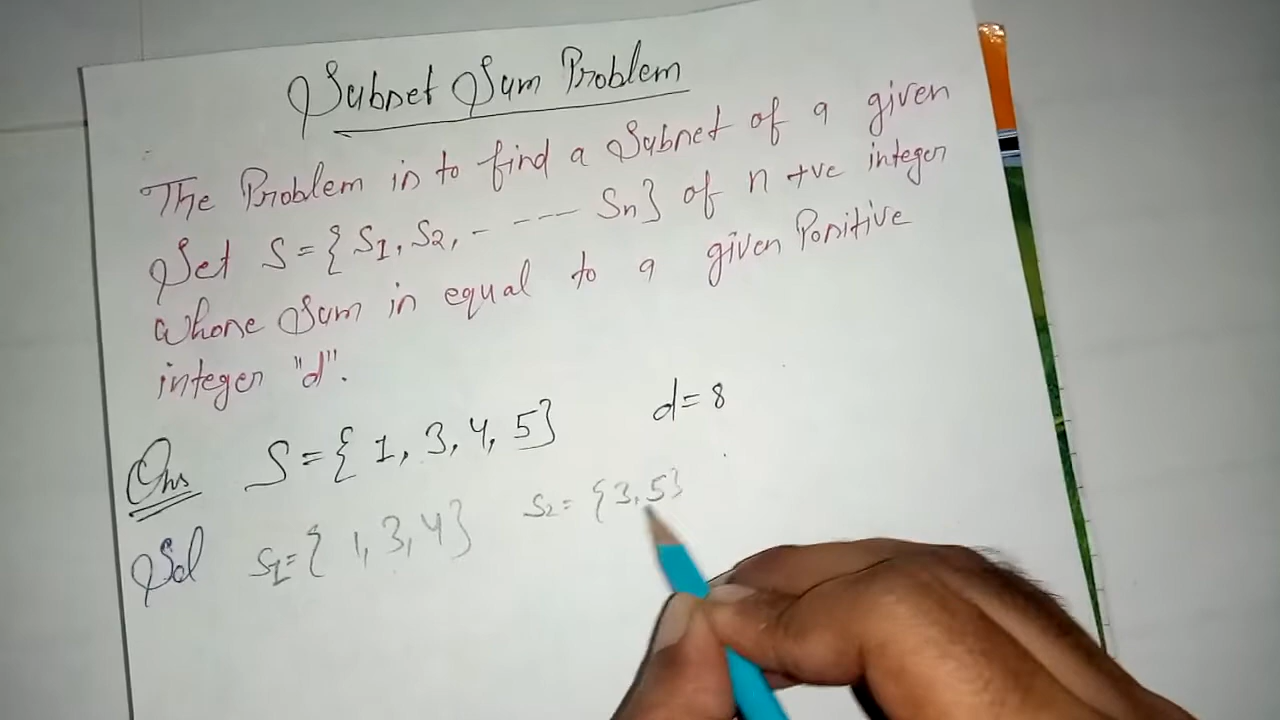 Subset Sum Problem
The Problem is to find a Subset of a given
Set S={S1, S2, - ---- Sn} of n +ve integer
whose Sum is equal to a given Positive
integer "d".
Ques S={1, 3, 4, 5} d=8
Sol S1={1, 3, 4} S2={3, 5}